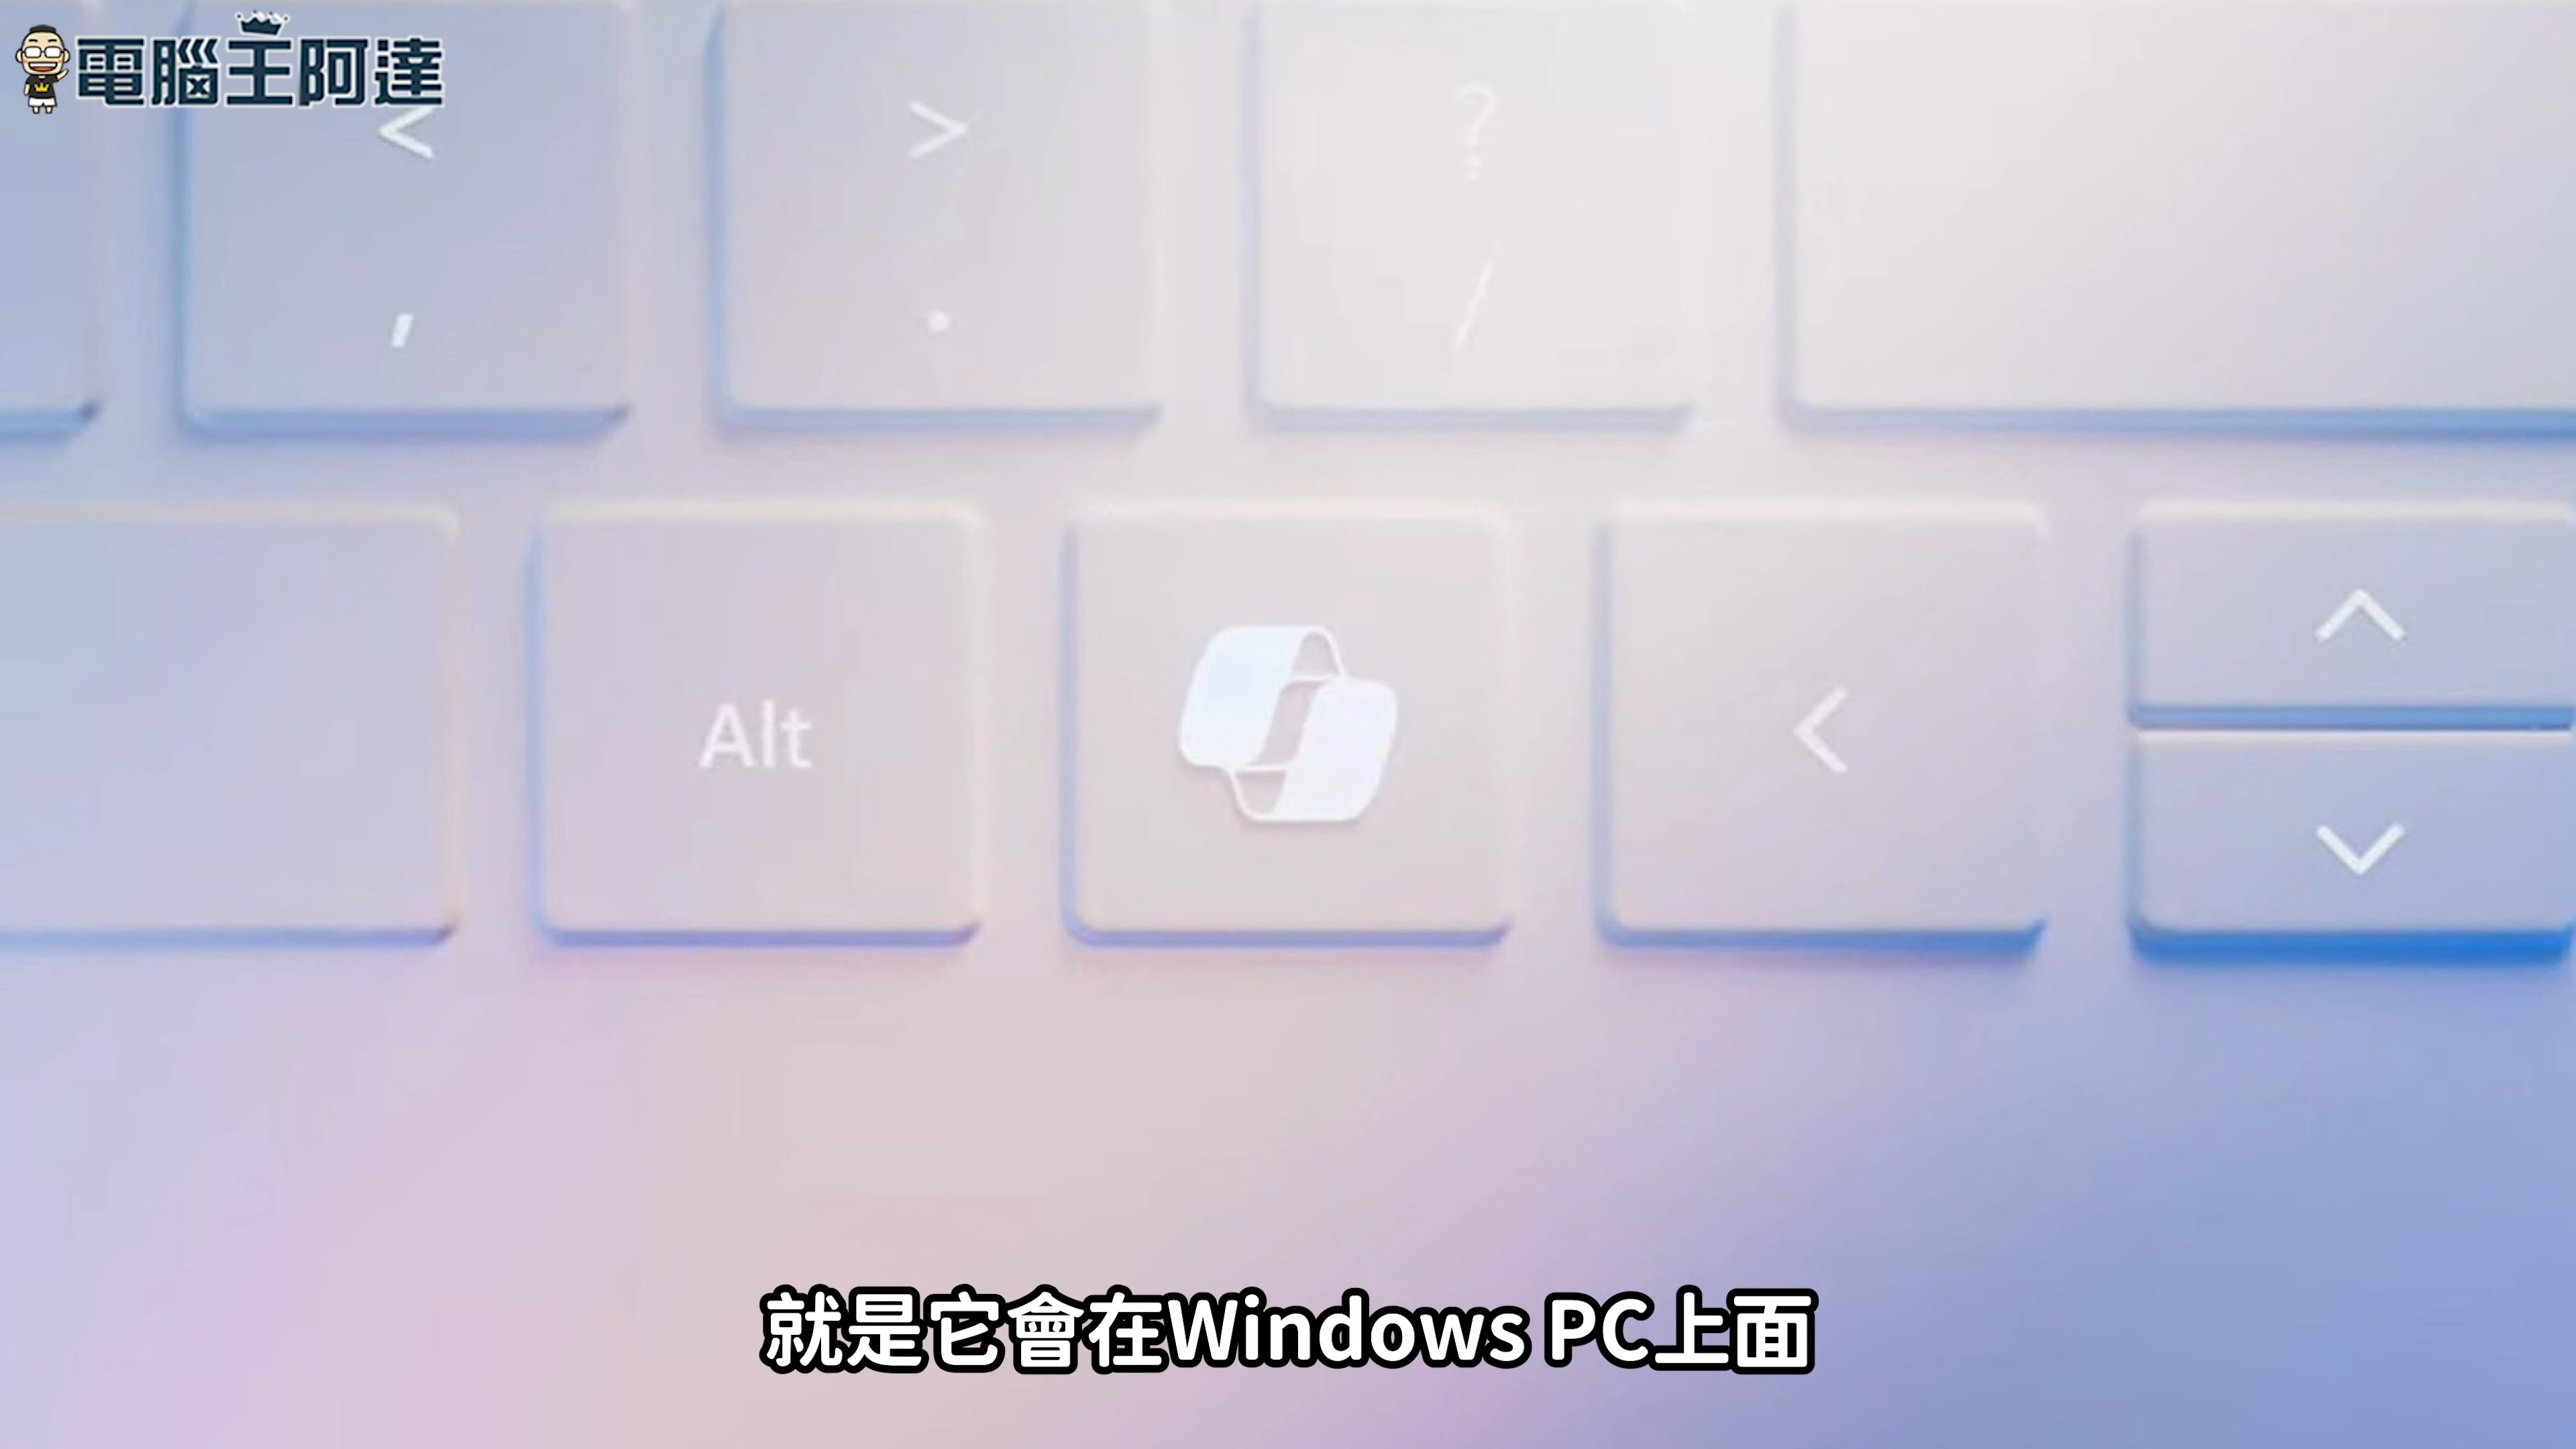 電腦王阿達
< > ?
, . /
Alt < ^
v
就是它會在Windows PC上面